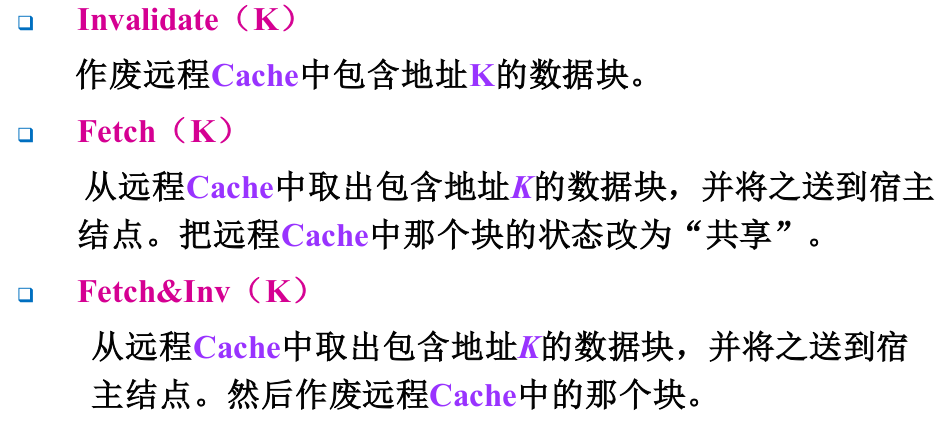 Invalidate（K）
作废远程Cache中包含地址K的数据块。
Fetch（K）
从远程Cache中取出包含地址K的数据块，并将之送到宿主
结点。把远程Cache中那个块的状态改为“共享”。
Fetch&Inv（K）
从远程Cache中取出包含地址K的数据块，并将之送到宿
主结点。然后作废远程Cache中的那个块。